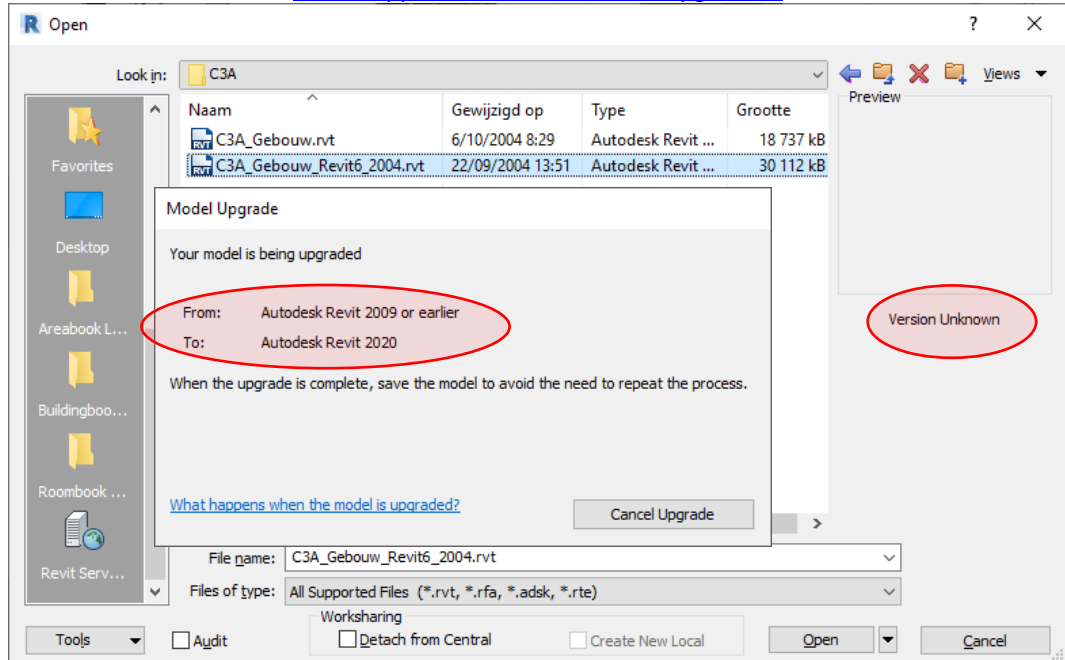 Open
?
Look in: C3A Views
Naam Gewijzigd op Type Grootte Preview
C3A_Gebouw.rvt 6/10/2004 8:29 Autodesk Revit ... 18 737 kB
C3A_Gebouw_Revit6_2004.rvt 22/09/2004 13:51 Autodesk Revit ... 30 112 kB
Favorites
Desktop
Areabook L...
Buildingboo...
Roombook ...
Revit Serv...
Model Upgrade
Your model is being upgraded
From: Autodesk Revit 2009 or earlier
To: Autodesk Revit 2020
When the upgrade is complete, save the model to avoid the need to repeat the process.
What happens when the model is upgraded?
Cancel Upgrade
Version Unknown
File name: C3A_Gebouw_Revit6_2004.rvt
Files of type: All Supported Files (*.rvt, *.rfa, *.adsk, *.rte)
Worksharing
Tools Audit Detach from Central Create New Local Open Cancel